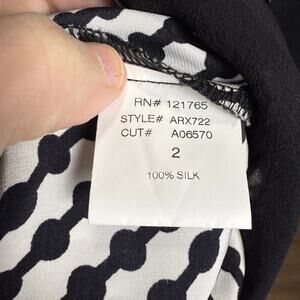 RN# 121765
STYLE# ARX722
CUT# A06570
2
100% SILK